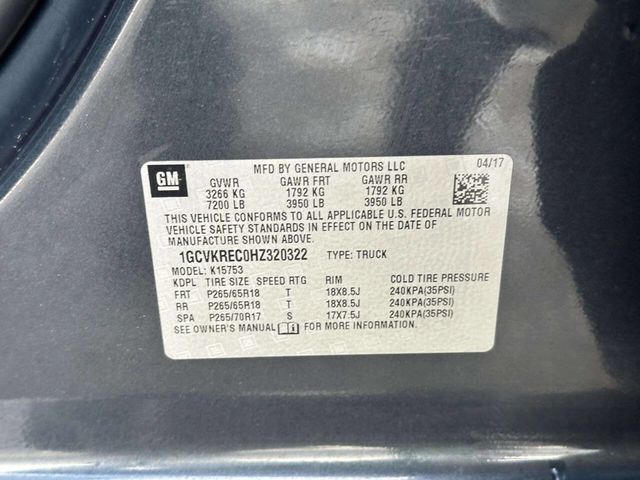 GM
MFD BY GENERAL MOTORS LLC 04/17
GVWR GAWR FRT GAWR RR
3266 KG 1792 KG 1792 KG
7200 LB 3950 LB 3950 LB
THIS VEHICLE CONFORMS TO ALL APPLICABLE U.S. FEDERAL MOTOR
VEHICLE SAFETY STANDARDS IN EFFECT ON THE DATE OF
MANUFACTURE SHOWN ABOVE.
1GCVKREC0HZ320322 TYPE: TRUCK
MODEL: K15753
KDPL TIRE SIZE SPEED RTG RIM COLD TIRE PRESSURE
FRT P265/65R18 T 18X8.5J 240KPA(35PSI)
RR P265/65R18 T 18X8.5J 240KPA(35PSI)
SPA P265/70R17 S 17X7.5J 240KPA(35PSI)
SEE OWNER'S MANUAL FOR MORE INFORMATION.